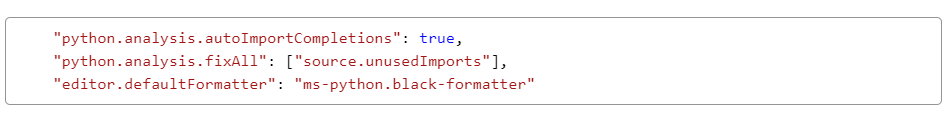 "python.analysis.autoImportCompletions": true,
"python.analysis.fixAll": ["source.unusedImports"],
"editor.defaultFormatter": "ms-python.black-formatter"